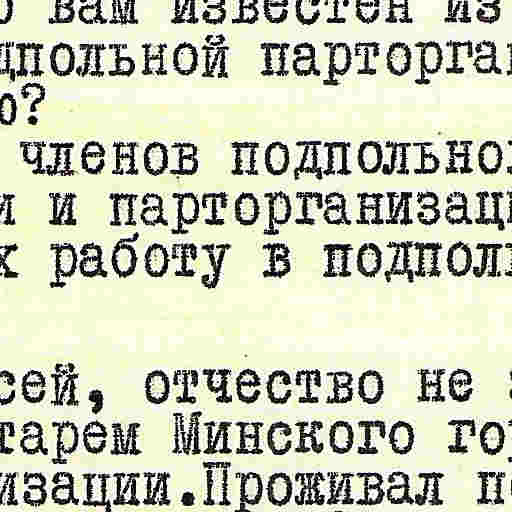 о вам известен из
дпольной парторга
о?
членов подпольно
и и парторганизац
х работу в подпол
сей, отчество не
тарем Минского го
изации.Проживал п